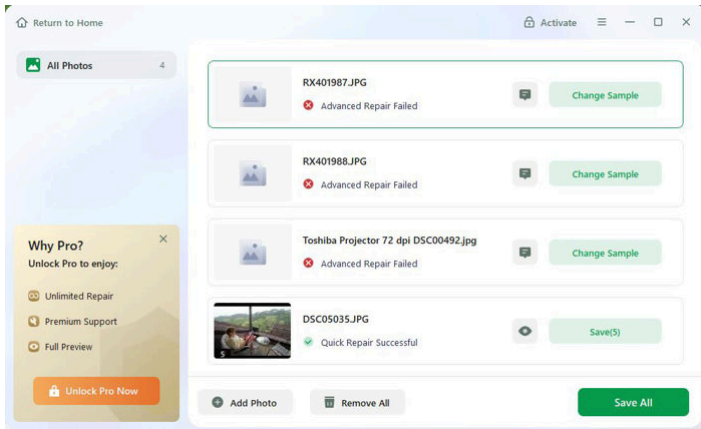 Return to Home
Activate
All Photos 4
RX401987.JPG
Advanced Repair Failed
Change Sample
RX401988.JPG
Advanced Repair Failed
Change Sample
Toshiba Projector 72 dpi DSC00492.jpg
Advanced Repair Failed
Change Sample
DSC05035.JPG
Quick Repair Successful
Save(5)
5
Why Pro?
Unlock Pro to enjoy:
Unlimited Repair
Premium Support
Full Preview
Unlock Pro Now
Add Photo
Remove All
Save All